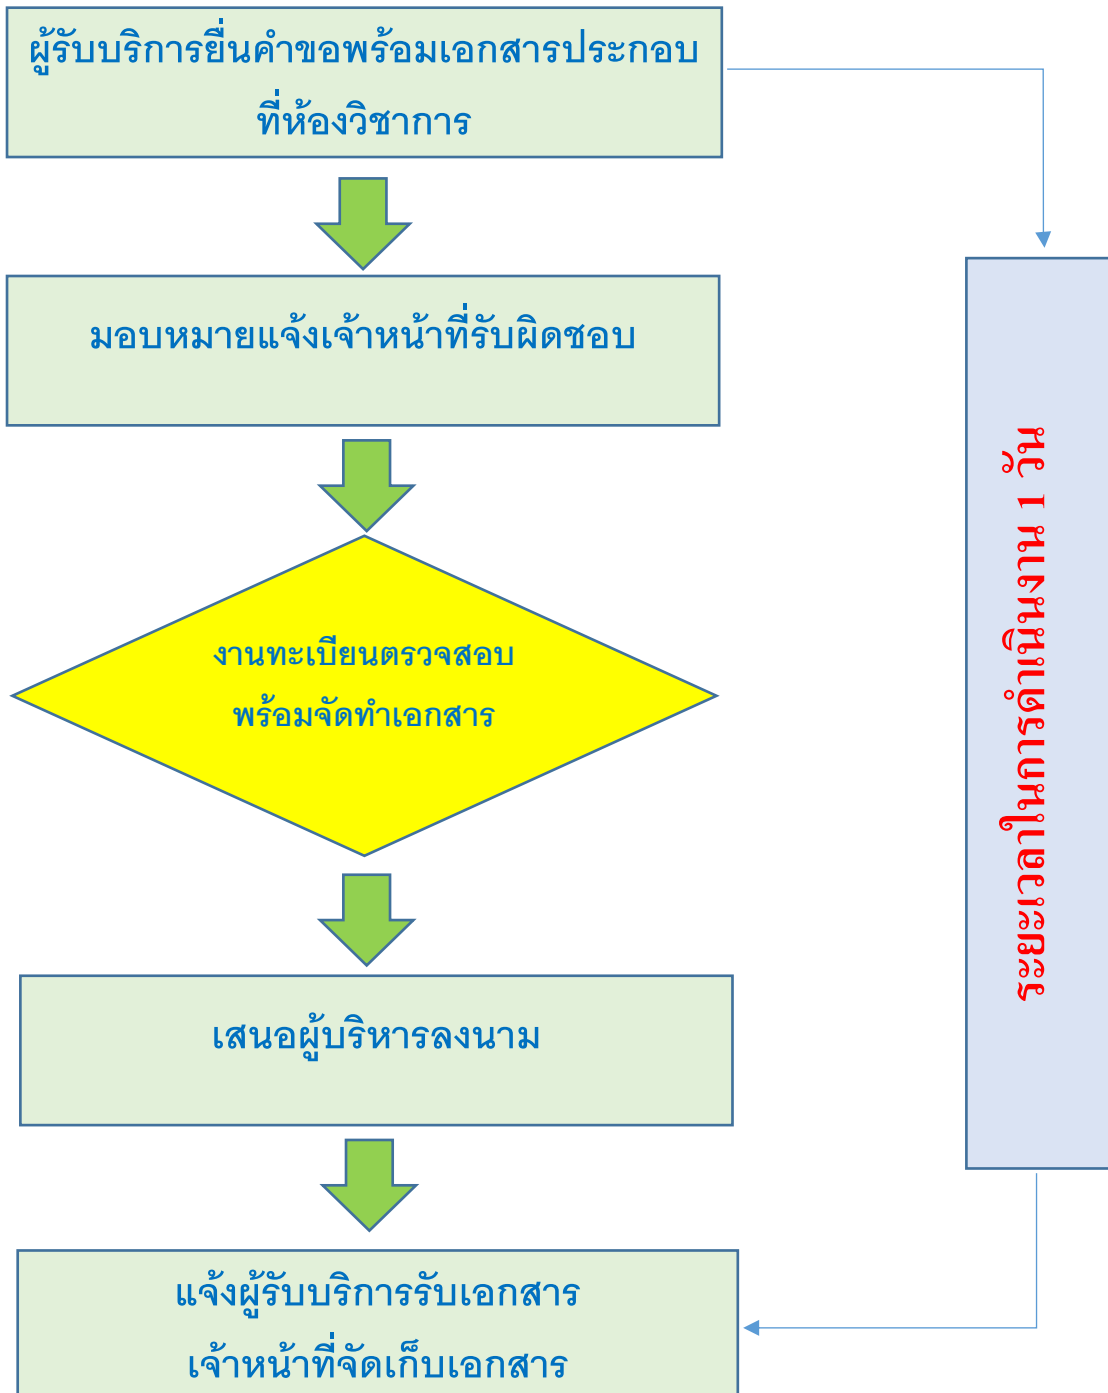 ผู้รับบริการยื่นคำขอพร้อมเอกสารประกอบ
ที่ห้องวิชาการ
มอบหมายแจ้งเจ้าหน้าที่รับผิดชอบ
งานทะเบียนตรวจสอบ
พร้อมจัดทำเอกสาร
เสนอผู้บริหารลงนาม
แจ้งผู้รับบริการรับเอกสาร
เจ้าหน้าที่จัดเก็บเอกสาร
ระยะเวลาในการดำเนินงาน 1 วัน